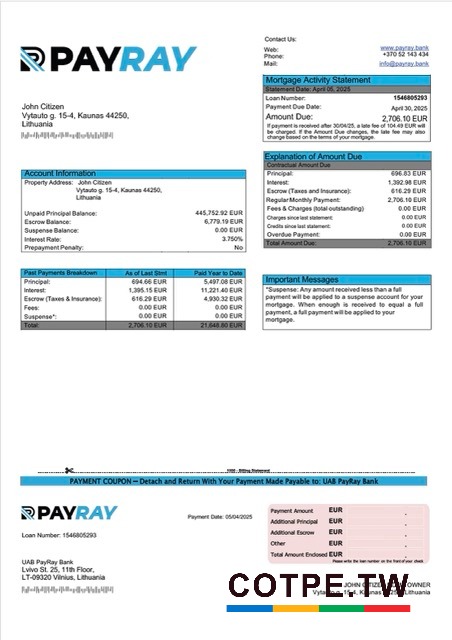 PAYRAY
Contact Us:
Web: www.payray.bank
Phone: +370 52 143 434
Mail: info@payray.bank
Mortgage Activity Statement
Statement Date: April 05, 2025
Loan Number: 1546805293
Payment Due Date: April 30, 2025
Amount Due: 2,706.10 EUR
If payment is received after 30/04/25, a late fee of 104.49 EUR will
be charged. If the Amount Due changes, the late fee may also
change based on the terms of your mortgage.
John Citizen
Vytauto g. 15-4, Kaunas 44250,
Lithuania
Explanation of Amount Due
Contractual Amount Due
Principal: 696.83 EUR
Interest: 1,392.98 EUR
Escrow (Taxes and Insurance): 616.29 EUR
Regular Monthly Payment: 2,706.10 EUR
Fees & Charges (total outstanding) 0.00 EUR
Charges since last statement: 0.00 EUR
Credits since last statement: 0.00 EUR
Overdue Payment: 0.00 EUR
Total Amount Due: 2,706.10 EUR
Account Information
Property Address: John Citizen
Vytauto g. 15-4, Kaunas 44250,
Lithuania
Unpaid Principal Balance: 445,752.92 EUR
Escrow Balance: 6,779.19 EUR
Suspense Balance: 0.00 EUR
Interest Rate: 3.750%
Prepayment Penalty: No
Past Payments Breakdown As of Last Stmt Paid Year to Date
Principal: 694.66 EUR 5,497.08 EUR
Interest: 1,395.15 EUR 11,221.40 EUR
Escrow (Taxes & Insurance): 616.29 EUR 4,930.32 EUR
Fees: 0.00 EUR 0.00 EUR
Suspense*: 0.00 EUR 0.00 EUR
Total: 2,706.10 EUR 21,648.80 EUR
Important Messages
*Suspense: Any amount received less than a full
payment will be applied to a suspense account for your
mortgage. When enough is received to equal a full
payment, a full payment will be applied to your
mortgage.
Billing Statement
PAYMENT COUPON – Detach and Return With Your Payment Made Payable to: UAB PayRay Bank
PAYRAY
Payment Date: 05/04/2025
Loan Number: 1546805293
Payment Amount EUR
Additional Principal EUR
Additional Escrow EUR
Other EUR
Total Amount Enclosed EUR
Please write the loan number on the front of your check.
UAB PayRay Bank
Lvivo St. 25, 11th Floor,
LT-09320 Vilnius, Lithuania
JOHN CITIZEN OWNER
COTPE.TW